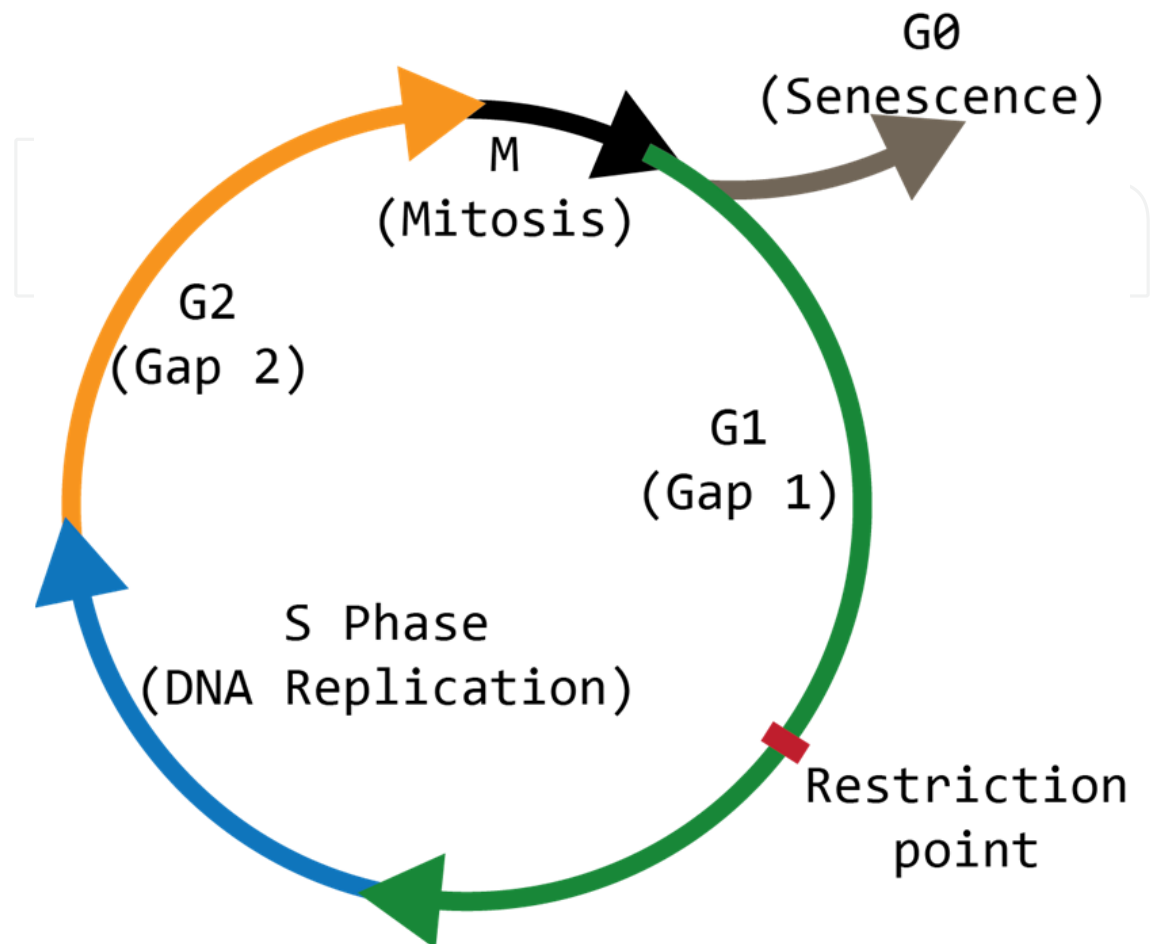 G0
(Senescence)
M
(Mitosis)
G2
(Gap 2)
G1
(Gap 1)
S Phase
(DNA Replication)
Restriction
point